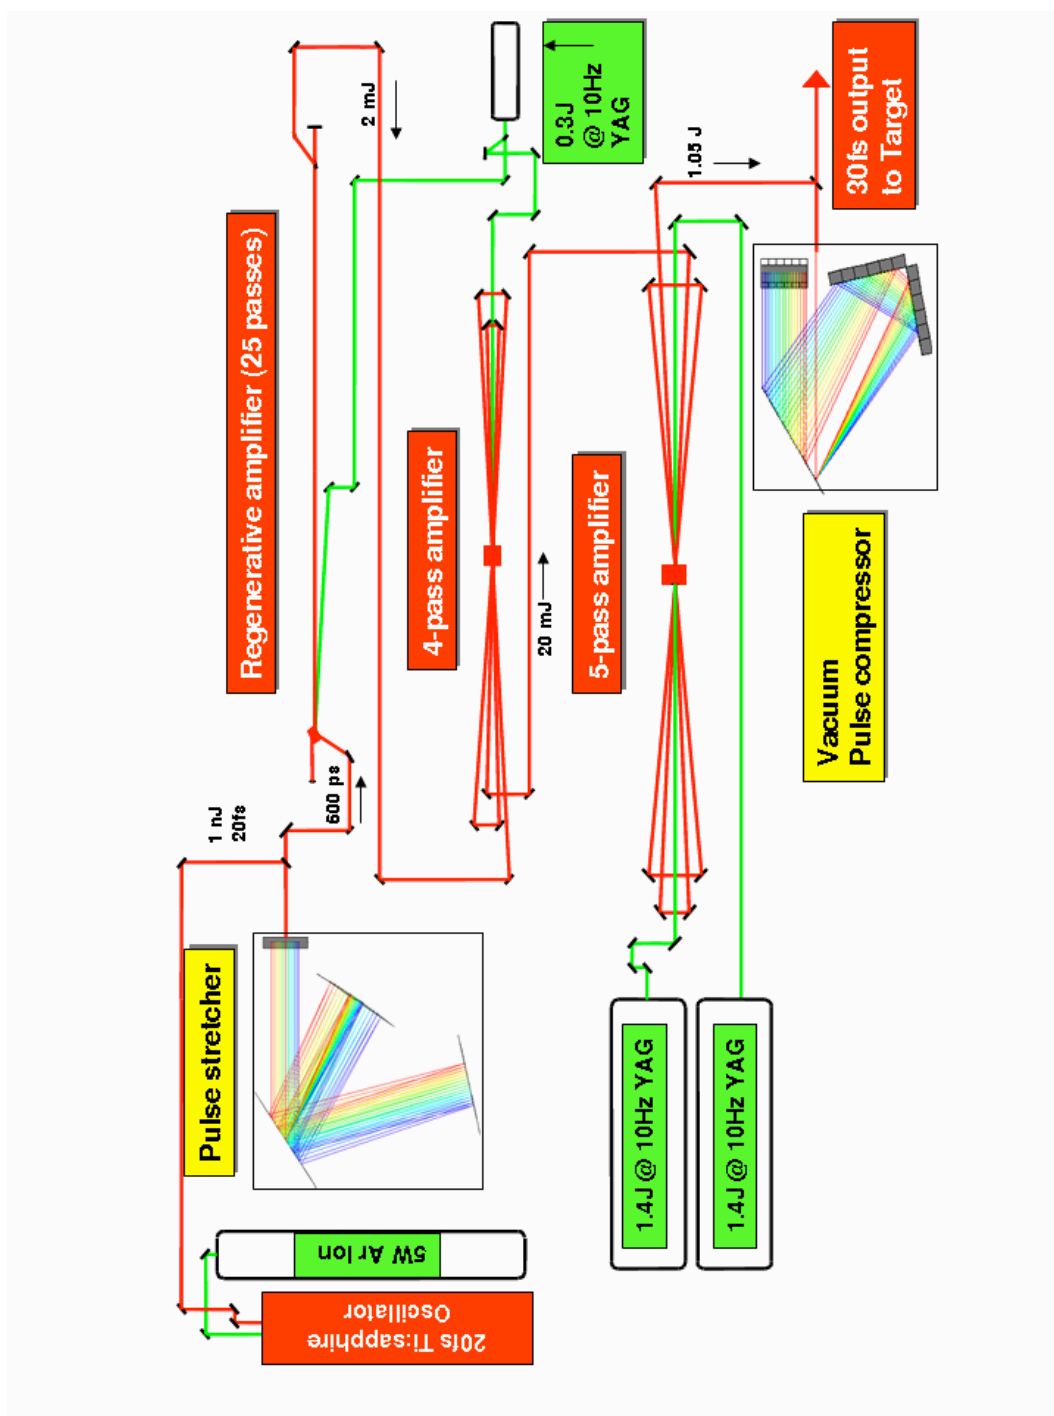 2 mJ
0.3J
@ 10Hz
YAG
1.05 J
30fs output
to Target
Regenerative amplifier (25 passes)
4-pass amplifier
20 mJ
5-pass amplifier
Vacuum
Pulse compressor
1 nJ
20fs
600 ps
Pulse stretcher
5W Ar Ion
20fs Ti:sapphire
Oscillator
1.4J @ 10Hz YAG
1.4J @ 10Hz YAG